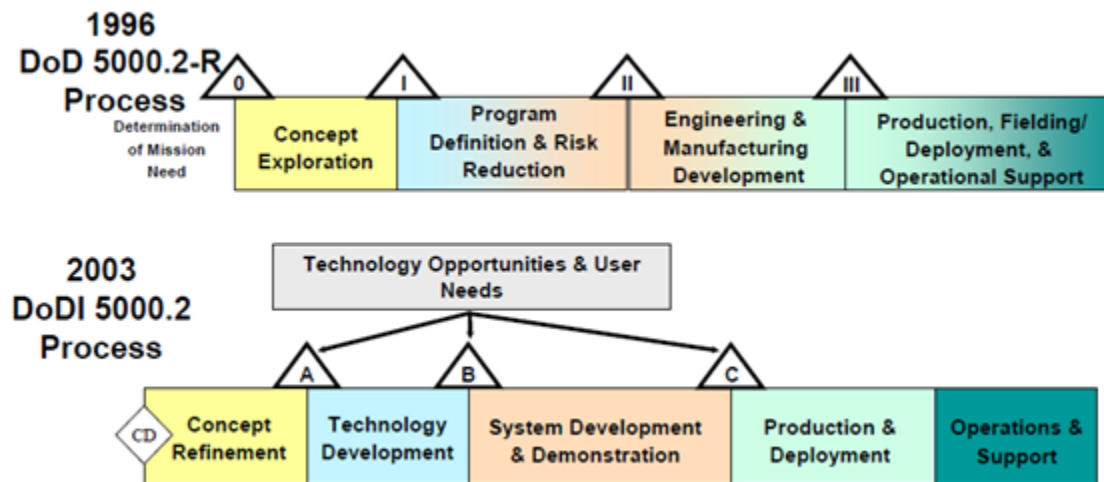 1996
DoD 5000.2-R
Process
Determination
of Mission
Need
0
I
II
III
Concept
Exploration
Program
Definition & Risk
Reduction
Engineering &
Manufacturing
Development
Production, Fielding/
Deployment, &
Operational Support
2003
DoDI 5000.2
Process
Technology Opportunities & User
Needs
A
B
C
CD
Concept
Refinement
Technology
Development
System Development
& Demonstration
Production &
Deployment
Operations &
Support